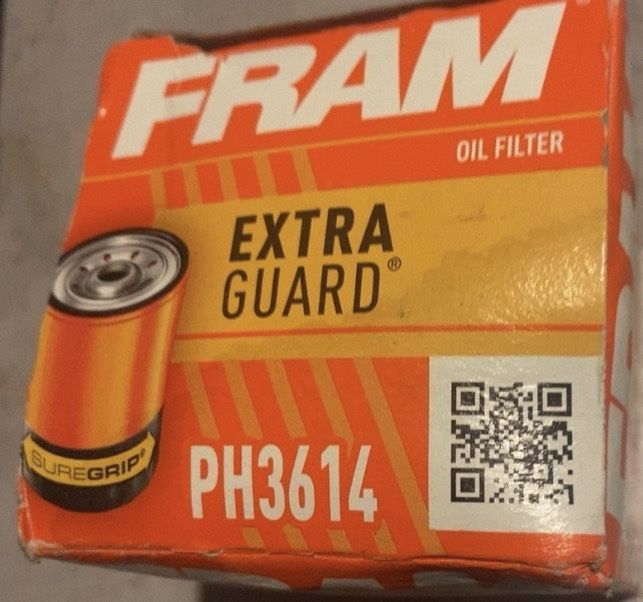 FRAM
OIL FILTER
EXTRA
GUARD®
SUREGRIP®
PH3614